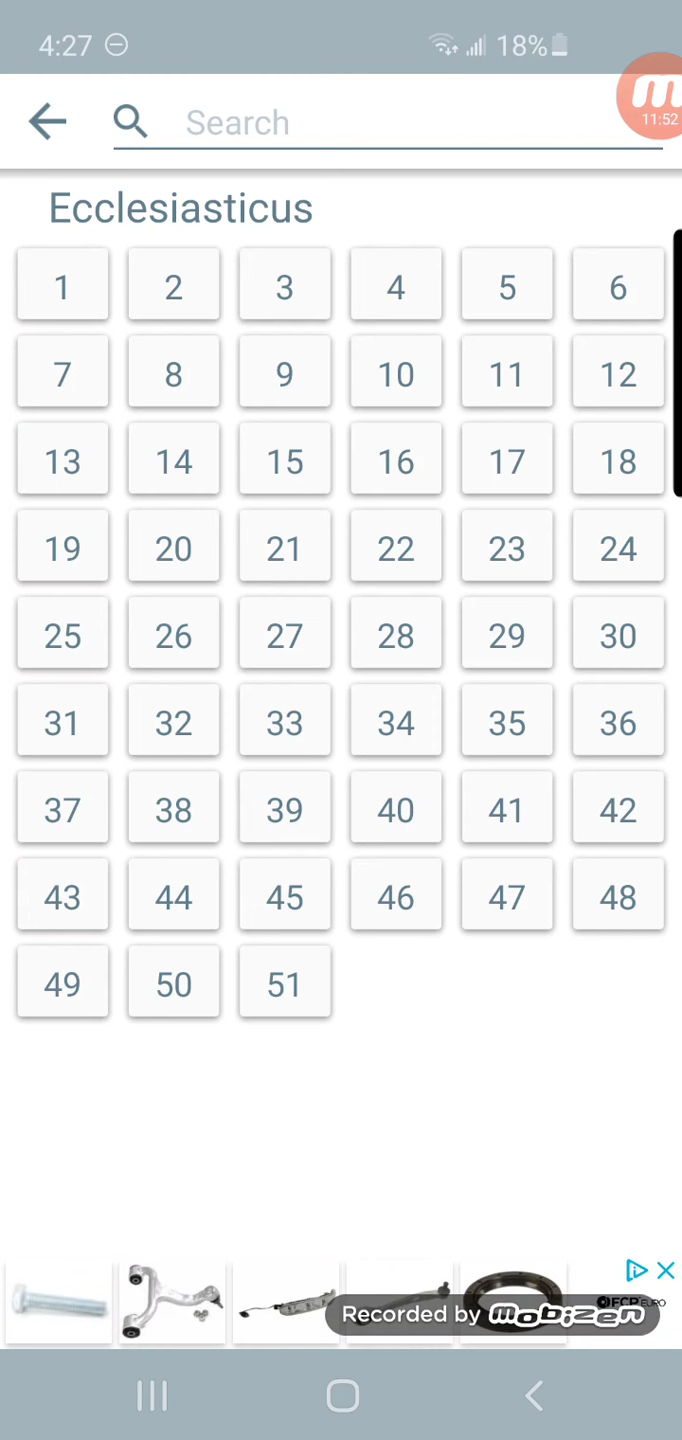 4:27 18%
11:52
Search
Ecclesiasticus
1 2 3 4 5 6
7 8 9 10 11 12
13 14 15 16 17 18
19 20 21 22 23 24
25 26 27 28 29 30
31 32 33 34 35 36
37 38 39 40 41 42
43 44 45 46 47 48
49 50 51
FCP EURO
Recorded by mobizen